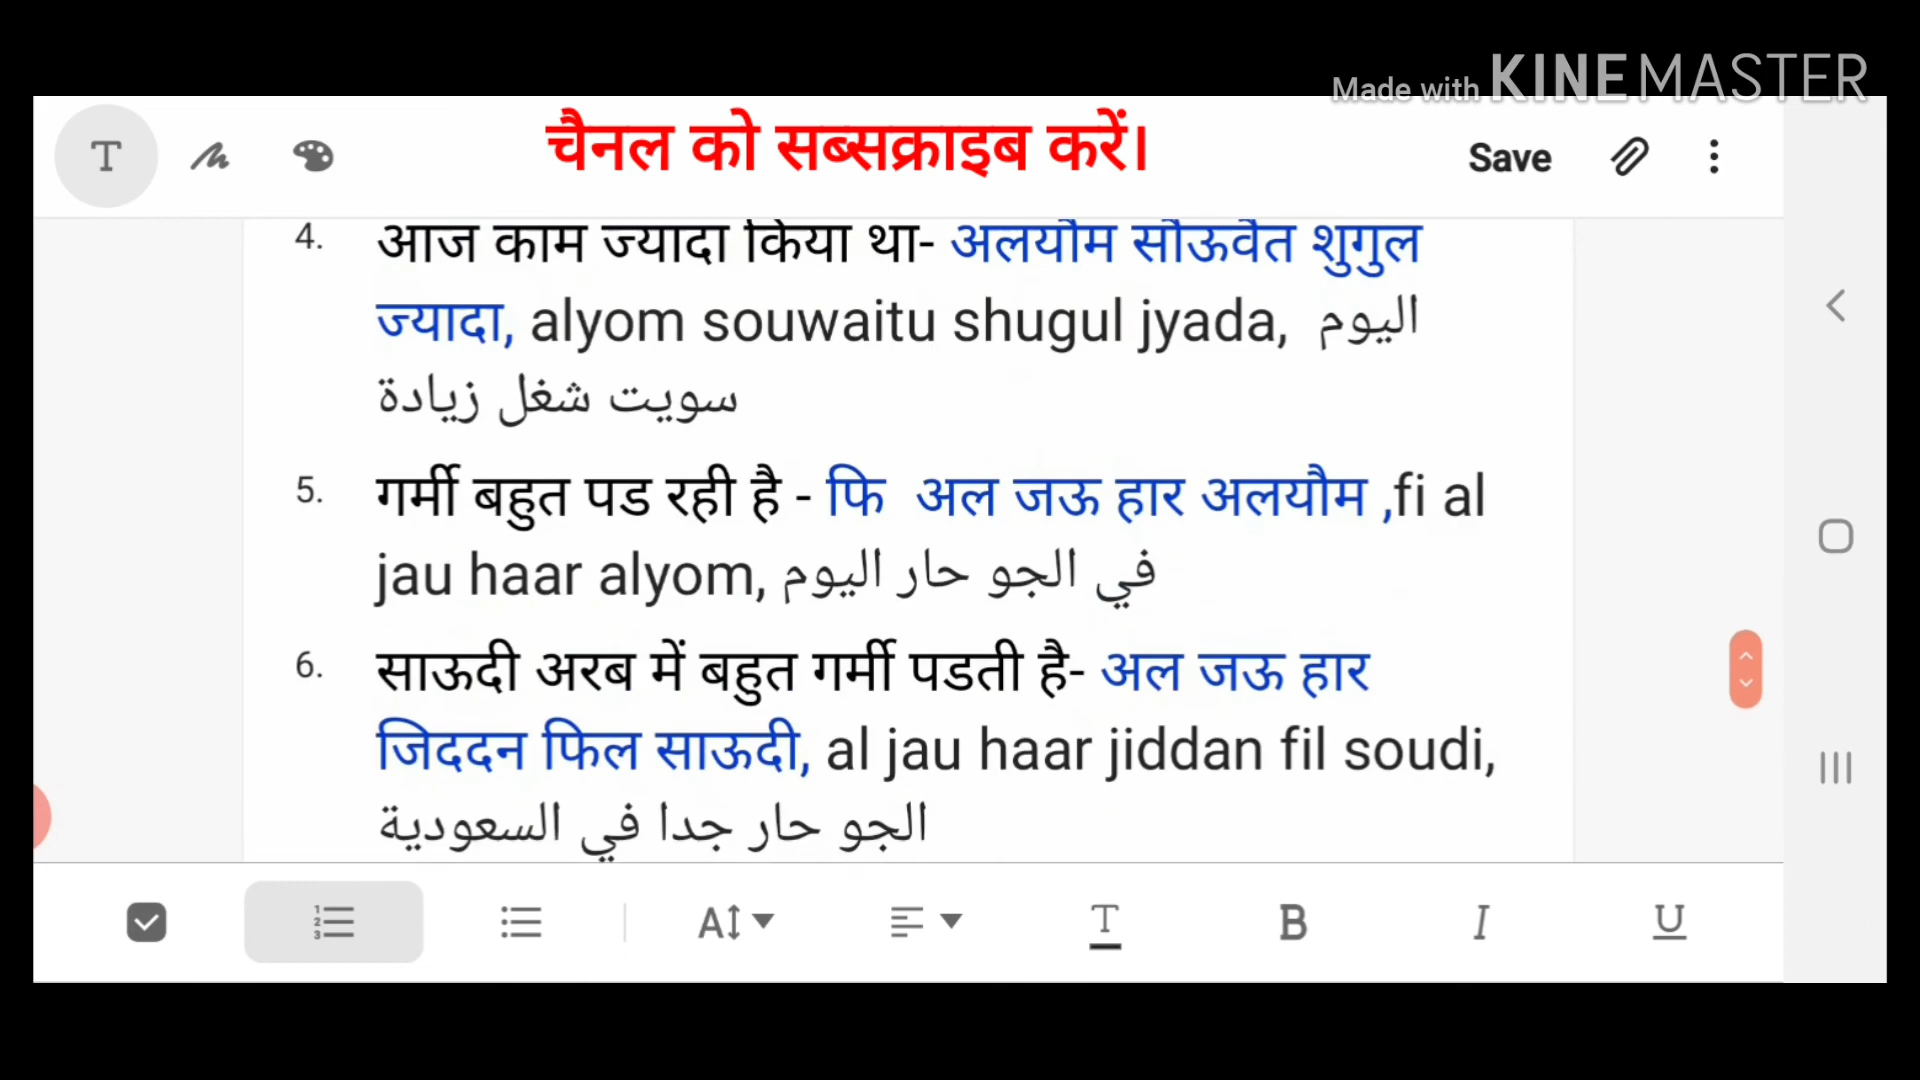 Made with KINEMASTER
चैनल को सब्सक्राइब करें।
Save
4. आज काम ज्यादा किया था- अलयौम सौऊवेत शुगुल
ज्यादा, alyom souwaitu shugul jyada, اليوم
سويت شغل زيادة
5. गर्मी बहुत पड रही है - फि अल जऊ हार अलयौम ,fi al
jau haar alyom, في الجو حار اليوم
6. साऊदी अरब में बहुत गर्मी पडती है- अल जऊ हार
जिददन फिल साऊदी, al jau haar jiddan fil soudi,
الجو حار جدا في السعودية